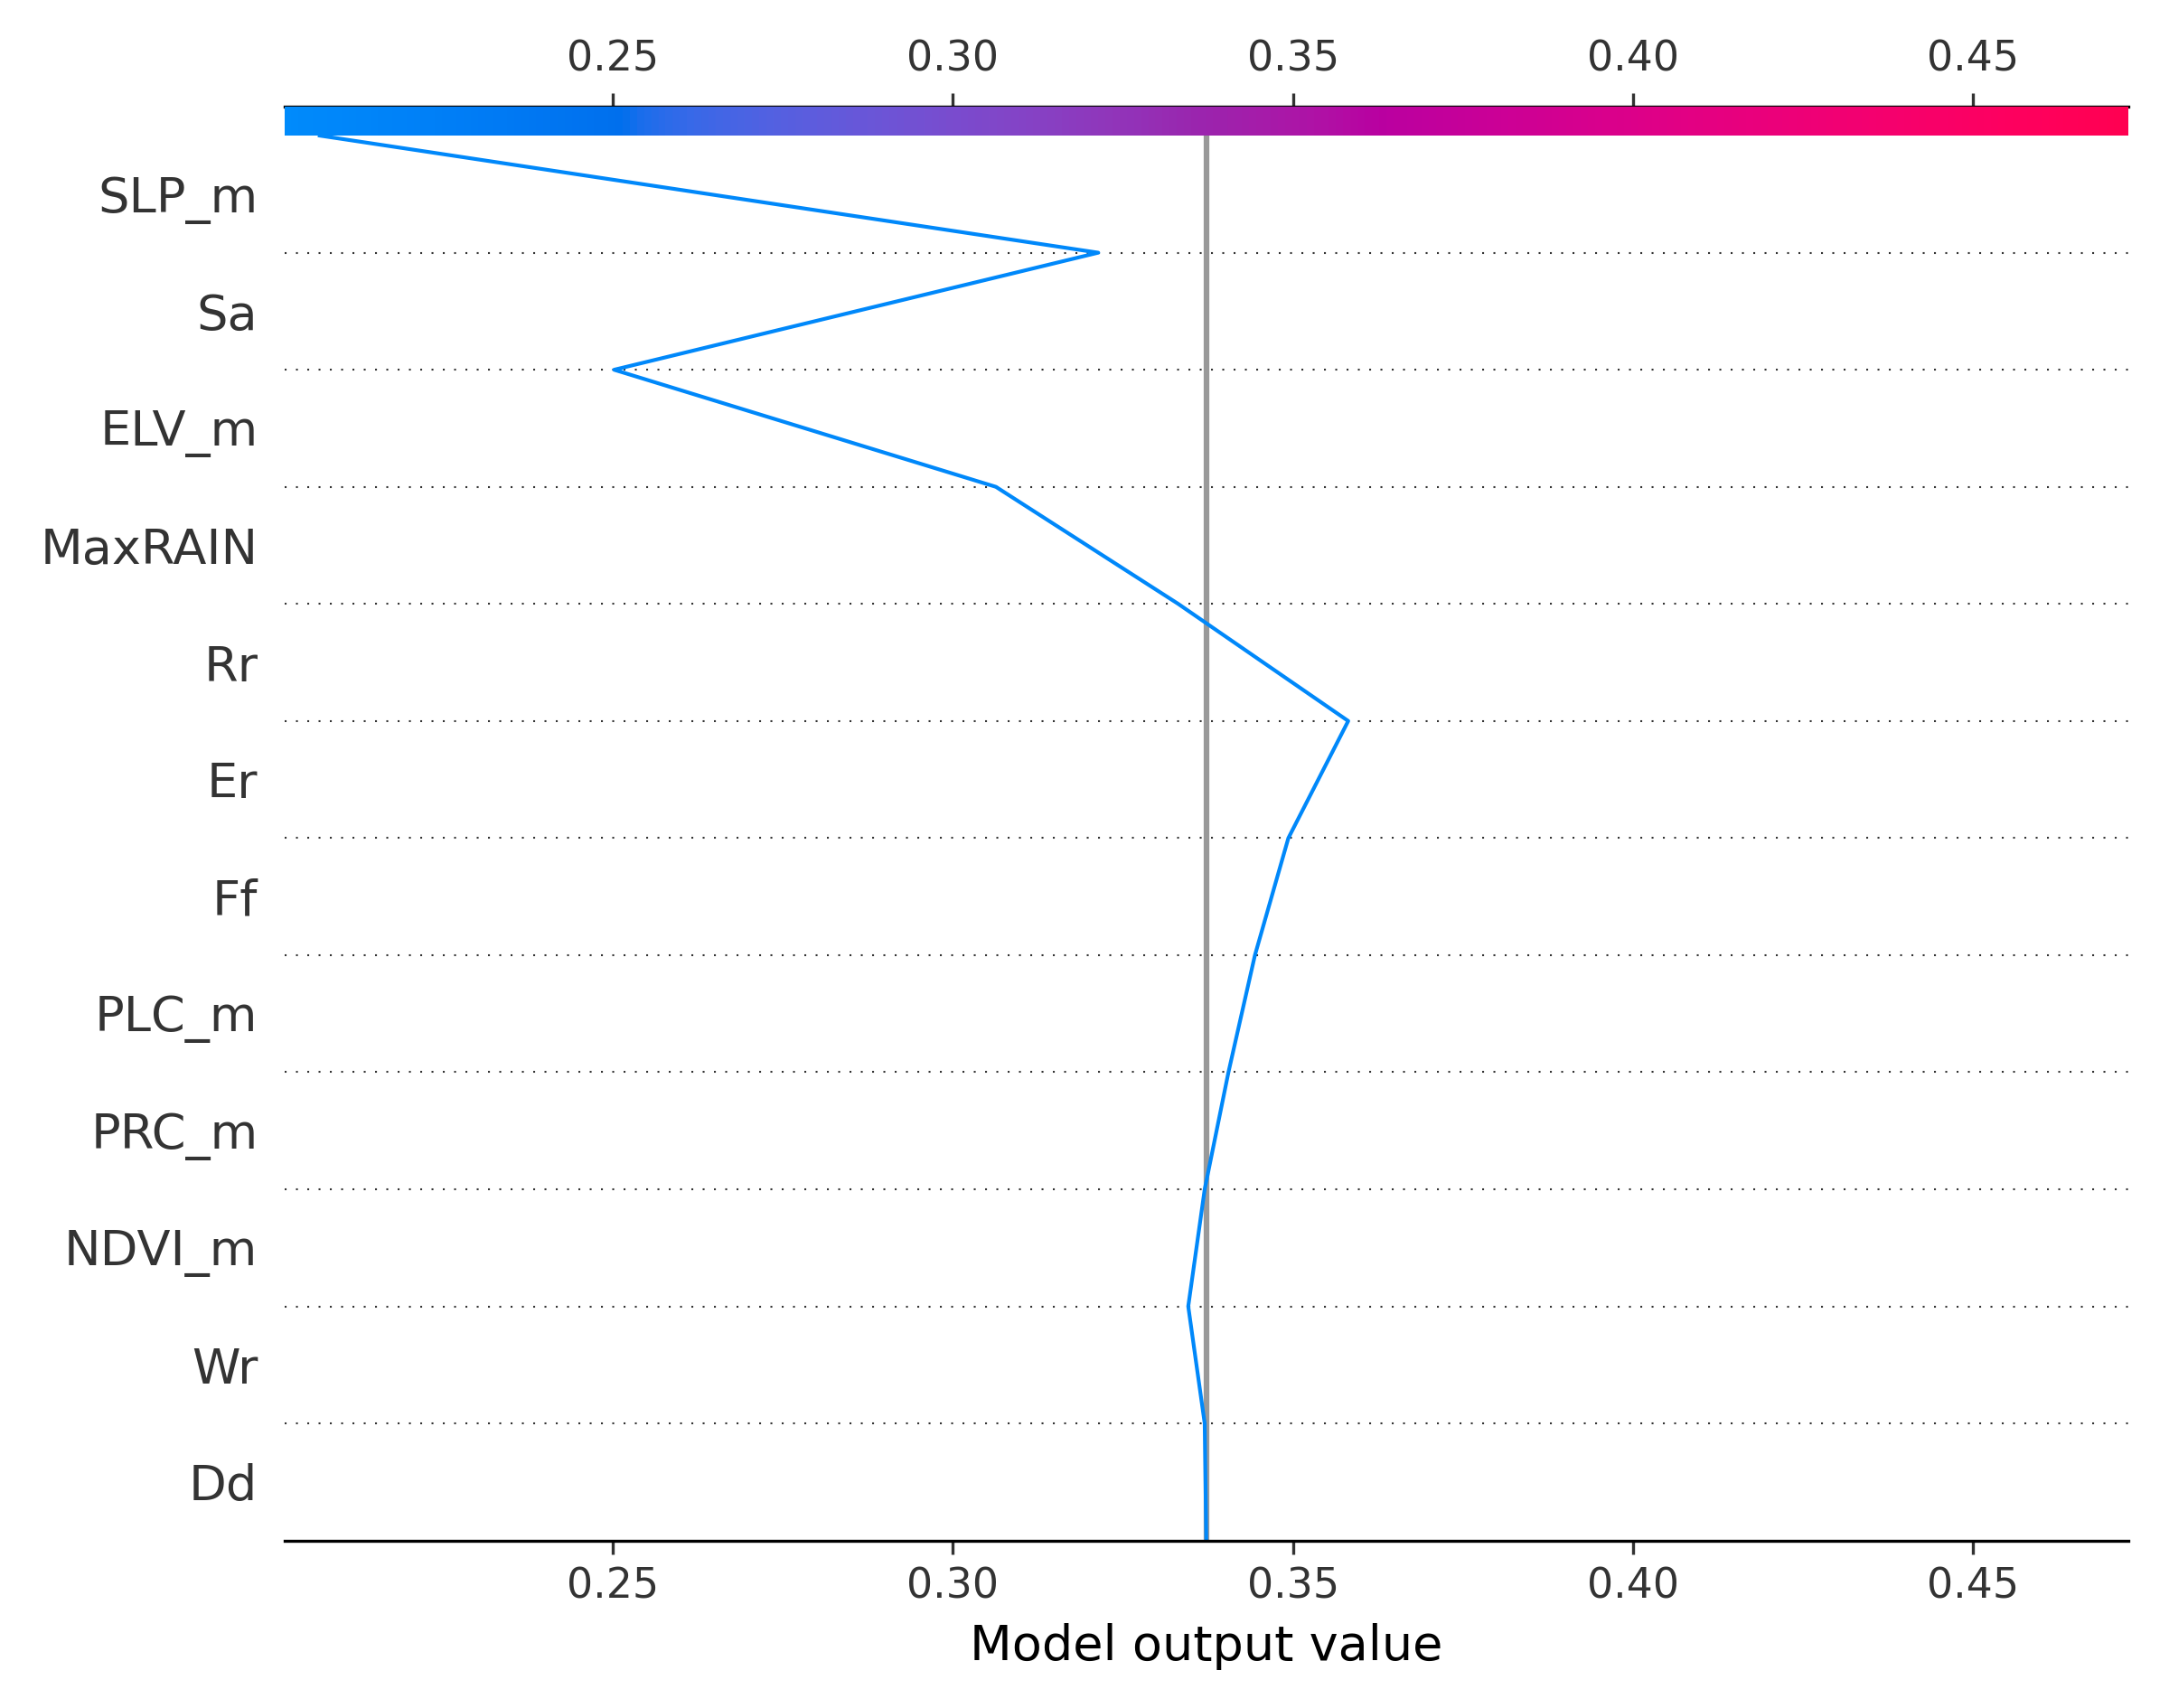 0.25 0.30 0.35 0.40 0.45
SLP_m
Sa
ELV_m
MaxRAIN
Rr
Er
Ff
PLC_m
PRC_m
NDVI_m
Wr
Dd
0.25 0.30 0.35 0.40 0.45
Model output value